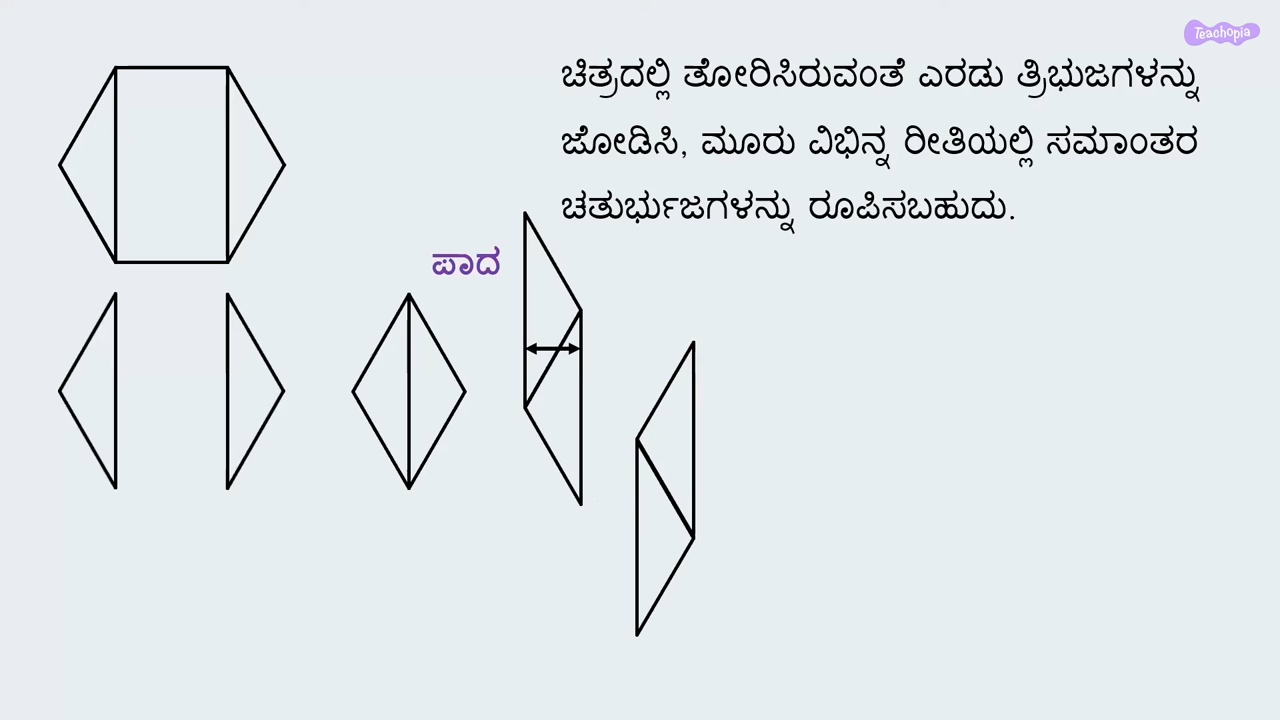 Teachopia
ಚಿತ್ರದಲ್ಲಿ ತೋರಿಸಿರುವಂತೆ ಎರಡು ತ್ರಿಭುಜಗಳನ್ನು
ಜೋಡಿಸಿ, ಮೂರು ವಿಭಿನ್ನ ರೀತಿಯಲ್ಲಿ ಸಮಾಂತರ
ಚತುರ್ಭುಜಗಳನ್ನು ರೂಪಿಸಬಹುದು.
ಪಾದ